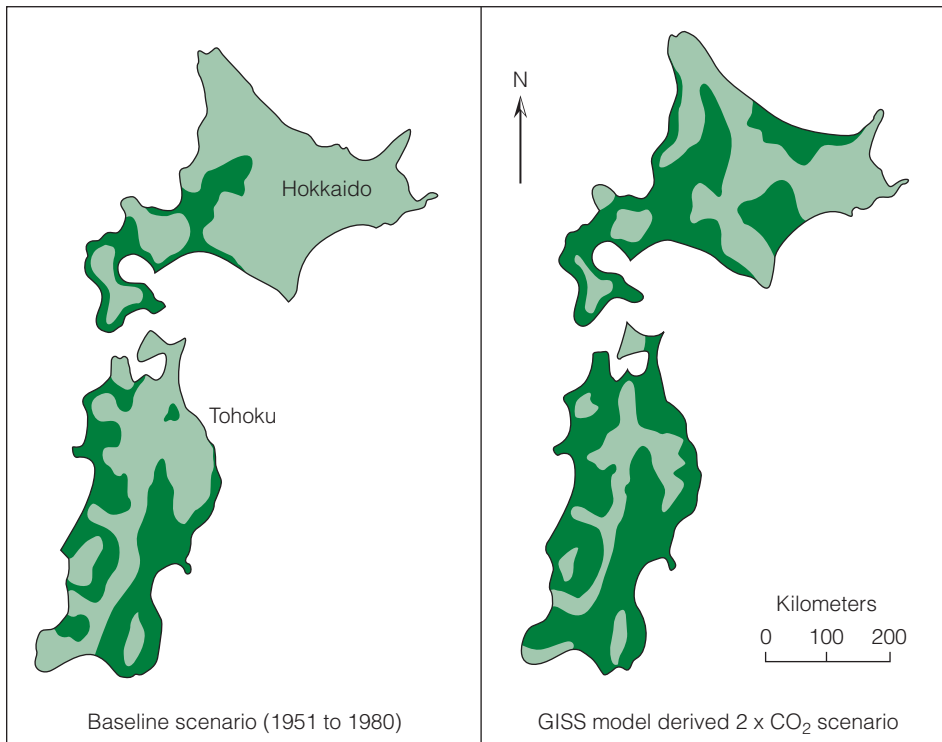 Hokkaido
Tohoku
Baseline scenario (1951 to 1980)
N
Kilometers
0 100 200
GISS model derived 2 x CO₂ scenario